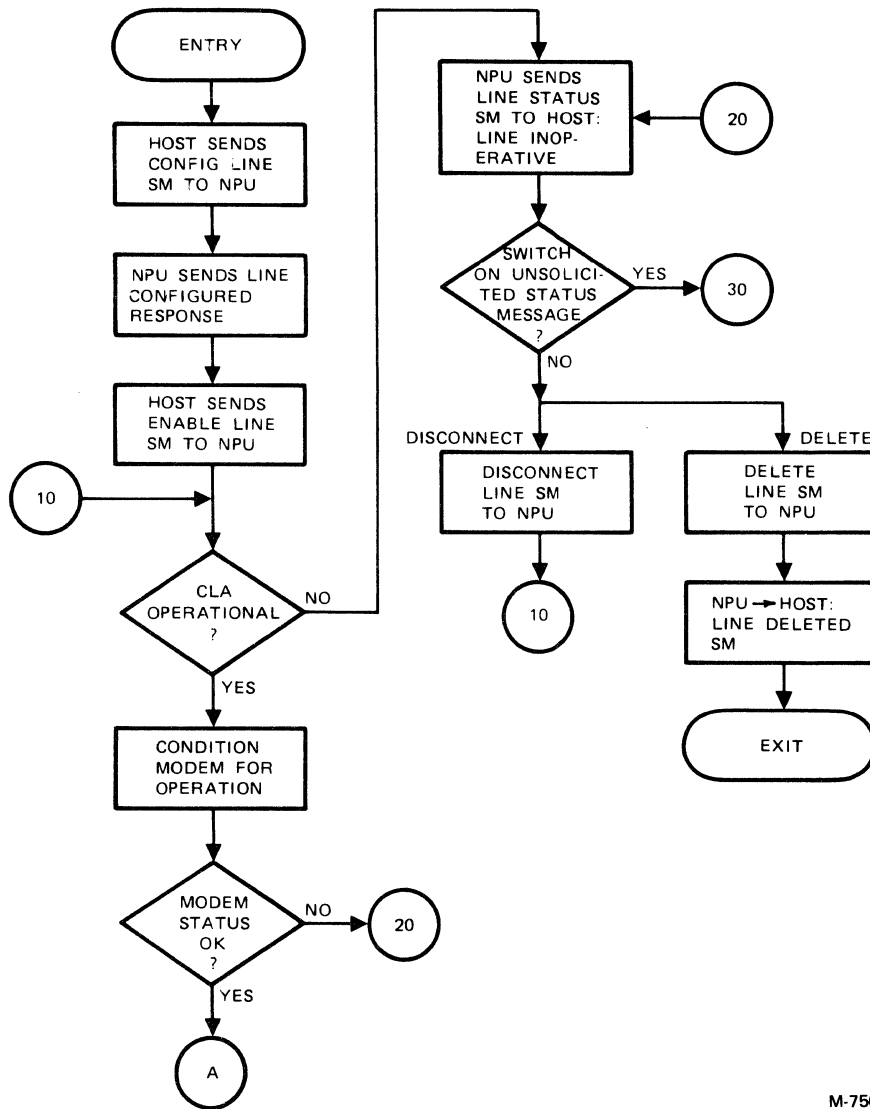 ENTRY
HOST SENDS
CONFIG LINE
SM TO NPU
NPU SENDS LINE
CONFIGURED
RESPONSE
HOST SENDS
ENABLE LINE
SM TO NPU
10
CLA
OPERATIONAL
?
NO
YES
CONDITION
MODEM FOR
OPERATION
MODEM
STATUS
OK
?
NO
20
YES
A
NPU SENDS
LINE STATUS
SM TO HOST:
LINE INOP-
ERATIVE
20
SWITCH
ON UNSOLICI-
TED STATUS
MESSAGE
?
YES
30
NO
DISCONNECT
DISCONNECT
LINE SM
TO NPU
10
DELETE
DELETE
LINE SM
TO NPU
NPU → HOST:
LINE DELETED
SM
EXIT